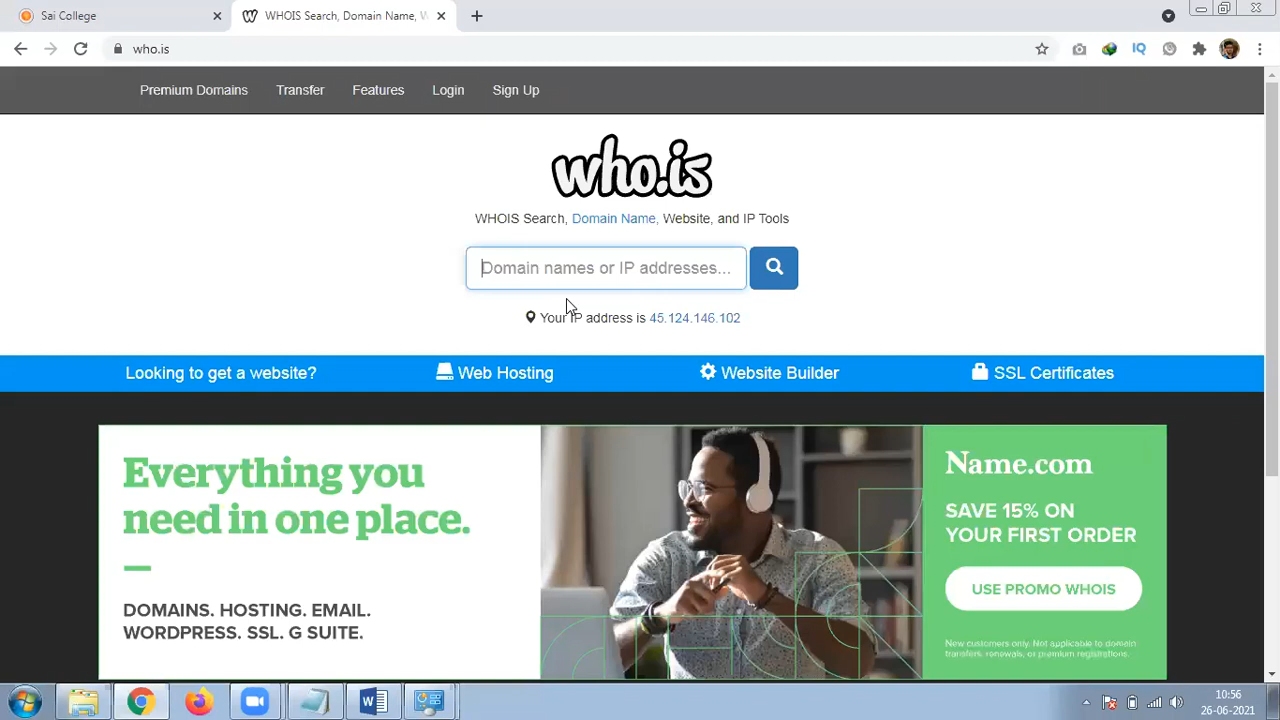 Sai College
WHOIS Search, Domain Name, W
who.is
IQ
Premium Domains Transfer Features Login Sign Up
who.is
WHOIS Search, Domain Name, Website, and IP Tools
Domain names or IP addresses...
Your IP address is 45.124.146.102
Looking to get a website? Web Hosting Website Builder SSL Certificates
Everything you
need in one place.
DOMAINS. HOSTING. EMAIL.
WORDPRESS. SSL. G SUITE.
Name.com
SAVE 15% ON
YOUR FIRST ORDER
USE PROMO WHOIS
New customers only. Not applicable to domain
transfers, renewals, or premium registrations.
10:56
26-06-2021